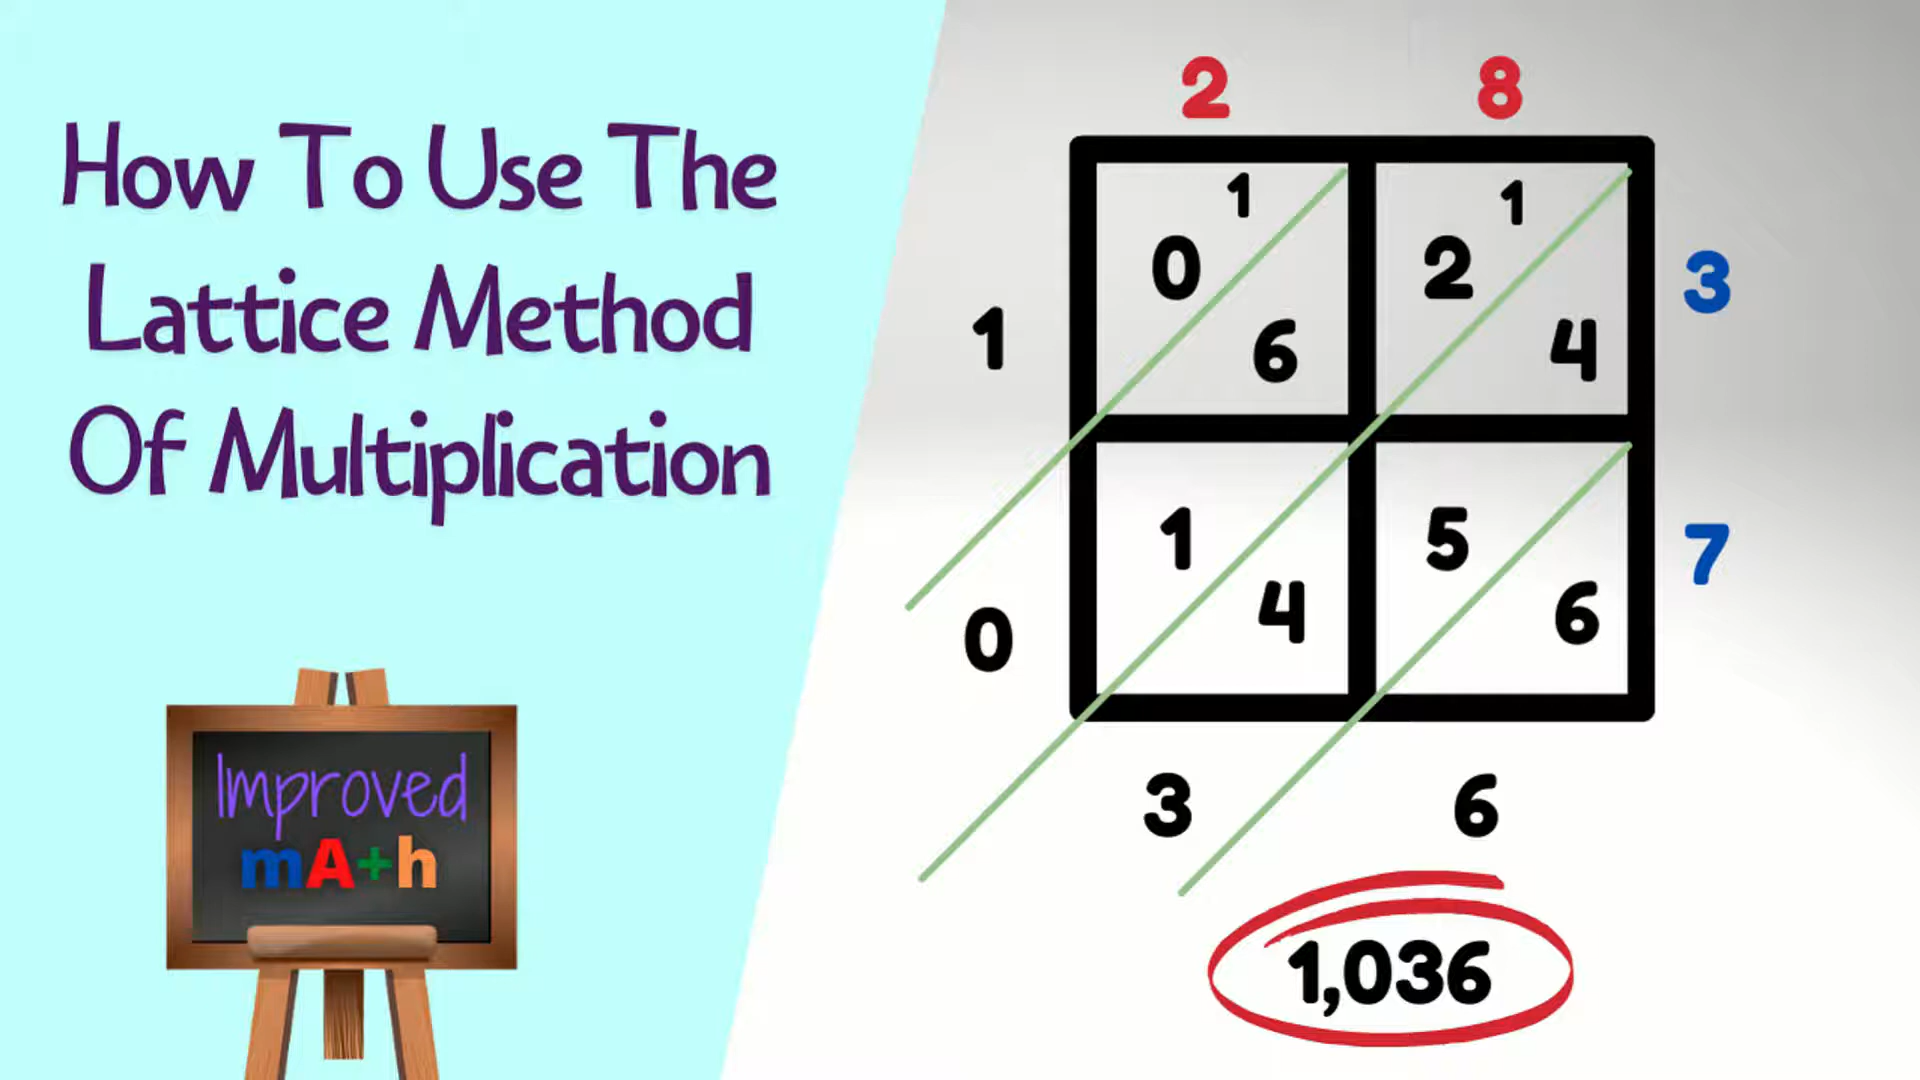 How To Use The
Lattice Method
Of Multiplication
Improved
mA+h
2 8
1 1
0 2 3
1 6 4
1 5 7
0 4 6
3 6
1,036